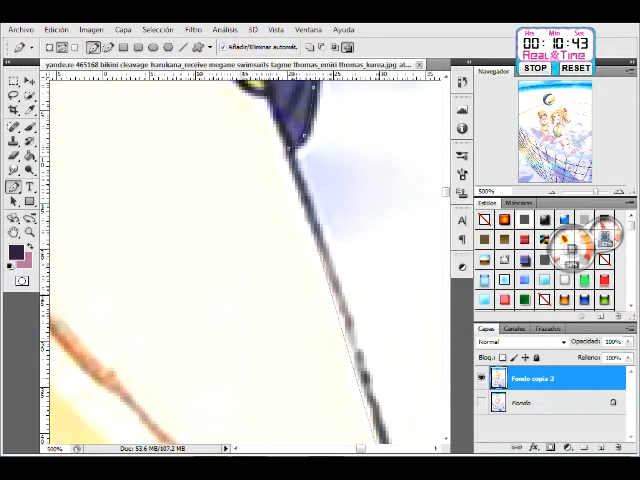 Archivo Edición Imagen Capa Selección Filtro Análisis 3D Vista Ventana Ayuda
Hrs Min Sec
00:10:43
Real Time
STOP RESET
Añadir/Eliminar automát.
yande.re 465168 bikini cleavage harukana_receive megane swimsuits tagme thomas_emiri thomas_kurea.jpg al...
Navegador
500%
Estilos Máscaras
Capas Canales Trazados
Normal Opacidad: 100%
Bloq.: Relleno: 100%
Fondo copia 3
Fondo
500% Doc: 53,6 MB/107,2 MB